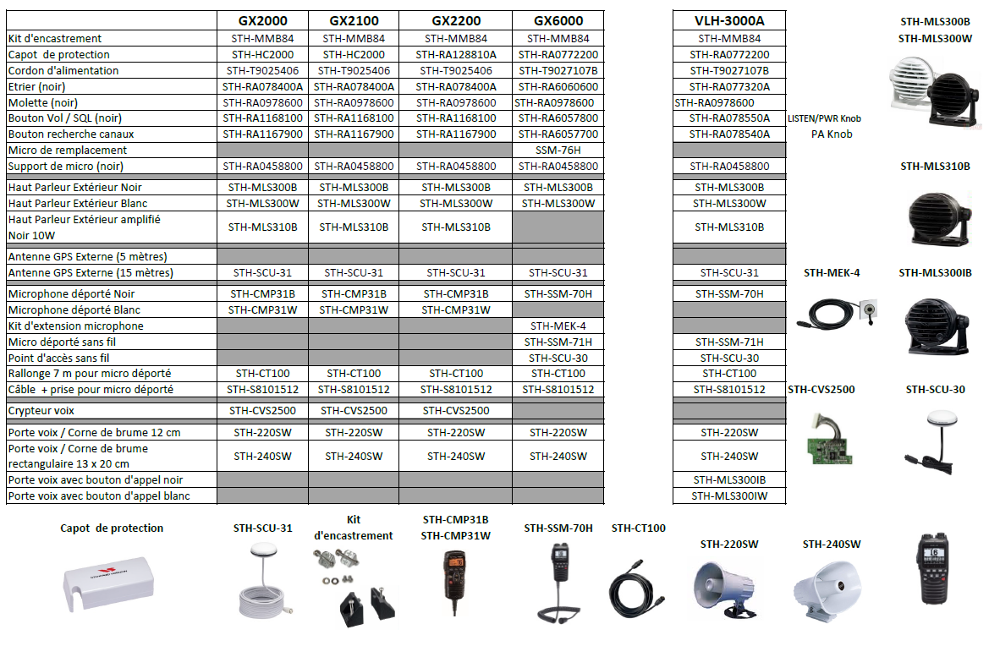 GX2000 GX2100 GX2200 GX6000 VLH-3000A
STH-MLS300B
Kit d'encastrement STH-MMB84 STH-MMB84 STH-MMB84 STH-MMB84 STH-MMB84
STH-MLS300W
Capot de protection STH-HC2000 STH-HC2000 STH-RA128810A STH-RA0772200 STH-RA0772200
Cordon d'alimentation STH-T9025406 STH-T9025406 STH-T9025406 STH-T9027107B STH-T9027107B
Etrier (noir) STH-RA078400A STH-RA078400A STH-RA078400A STH-RA6060600 STH-RA077320A
Molette (noir) STH-RA0978600 STH-RA0978600 STH-RA0978600 STH-RA0978600 STH-RA0978600
Bouton Vol / SQL (noir) STH-RA1168100 STH-RA1168100 STH-RA1168100 STH-RA6057800 STH-RA078550A LISTEN/PWR Knob
Bouton recherche canaux STH-RA1167900 STH-RA1167900 STH-RA1167900 STH-RA6057700 STH-RA078540A PA Knob
Micro de remplacement SSM-76H
Support de micro (noir) STH-RA0458800 STH-RA0458800 STH-RA0458800 STH-RA0458800 STH-RA0458800 STH-MLS310B
Haut Parleur Extérieur Noir STH-MLS300B STH-MLS300B STH-MLS300B STH-MLS300B STH-MLS300B
Haut Parleur Extérieur Blanc STH-MLS300W STH-MLS300W STH-MLS300W STH-MLS300W STH-MLS300W
Haut Parleur Extérieur amplifié
Noir 10W STH-MLS310B STH-MLS310B STH-MLS310B STH-MLS310B
Antenne GPS Externe (5 mètres)
Antenne GPS Externe (15 mètres) STH-SCU-31 STH-SCU-31 STH-SCU-31 STH-SCU-31 STH-SCU-31 STH-MEK-4 STH-MLS300IB
Microphone déporté Noir STH-CMP31B STH-CMP31B STH-CMP31B STH-SSM-70H STH-SSM-70H
Microphone déporté Blanc STH-CMP31W STH-CMP31W STH-CMP31W
Kit d'extension microphone STH-MEK-4
Micro déporté sans fil STH-SSM-71H STH-SSM-71H
Point d'accès sans fil STH-SCU-30 STH-SCU-30
Rallonge 7 m pour micro déporté STH-CT100 STH-CT100 STH-CT100 STH-CT100 STH-CT100
Câble + prise pour micro déporté STH-S8101512 STH-S8101512 STH-S8101512 STH-S8101512 STH-S8101512 STH-CVS2500 STH-SCU-30
Crypteur voix STH-CVS2500 STH-CVS2500 STH-CVS2500
Porte voix / Corne de brume 12 cm STH-220SW STH-220SW STH-220SW STH-220SW STH-220SW
Porte voix / Corne de brume
rectangulaire 13 x 20 cm STH-240SW STH-240SW STH-240SW STH-240SW STH-240SW
Porte voix avec bouton d'appel noir STH-MLS300IB
Porte voix avec bouton d'appel blanc STH-MLS300IW
Capot de protection
STH-SCU-31
Kit
d'encastrement
STH-CMP31B
STH-CMP31W
STH-SSM-70H
STH-CT100
STH-220SW
STH-240SW
16